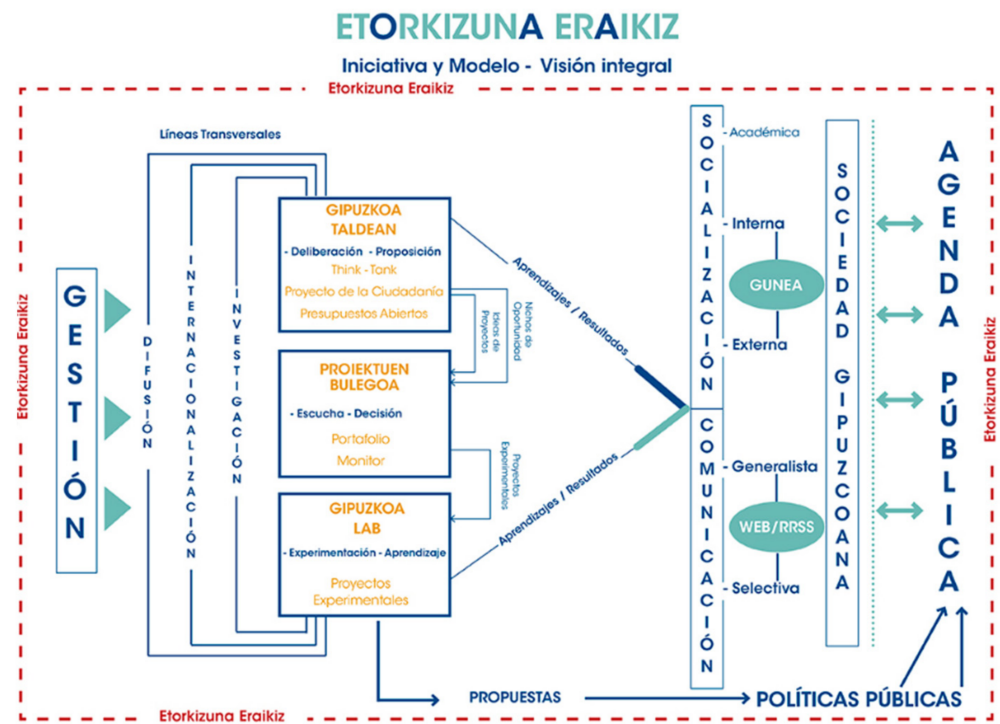 ETORKIZUNA ERAIKIZ
Iniciativa y Modelo - Visión integral
Etorkizuna Eraikiz
Etorkizuna Eraikiz
GESTIÓN
Líneas Transversales
DIFUSIÓN
INTERNACIONALIZACIÓN
INVESTIGACIÓN
GIPUZKOA
TALDEAN
- Deliberación - Proposición
Think - Tank
Proyecto de la Ciudadanía
Presupuestos Abiertos
Nichos de
Oportunidad
Ideas de
Proyectos
PROIEKTUEN
BULEGOA
- Escucha - Decisión
Portafolio
Monitor
Proyectos
Experimentales
GIPUZKOA
LAB
- Experimentación - Aprendizaje
Proyectos
Experimentales
Aprendizajes / Resultados
Aprendizajes / Resultados
SOCIALIZACIÓN
- Académica
- Interna
GUNEA
- Externa
COMUNICACIÓN
- Generalista
WEB/RRSS
- Selectiva
SOCIEDAD GIPUZCOANA
AGENDA PÚBLICA
Etorkizuna Eraikiz
PROPUESTAS
POLÍTICAS PÚBLICAS
Etorkizuna Eraikiz